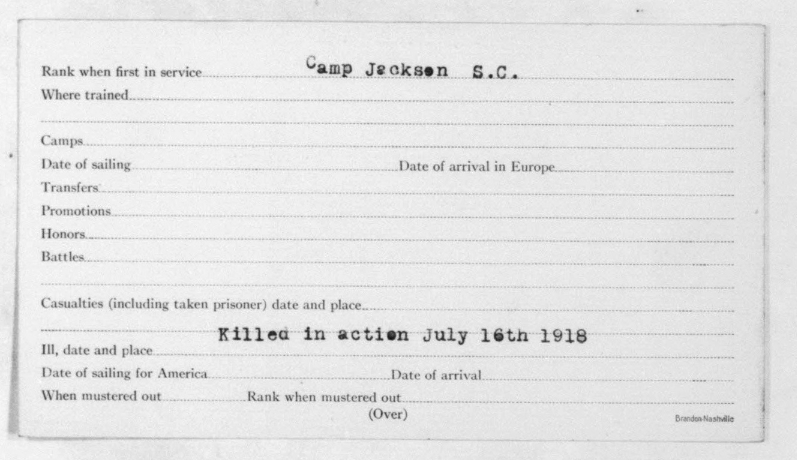 Rank when first in service Camp Jackson S.C.
Where trained
Camps
Date of sailing Date of arrival in Europe
Transfers
Promotions
Honors
Battles
Casualties (including taken prisoner) date and place
Killed in action July 16th 1918
Ill, date and place
Date of sailing for America Date of arrival
When mustered out Rank when mustered out
(Over)
Brandon-Nashville